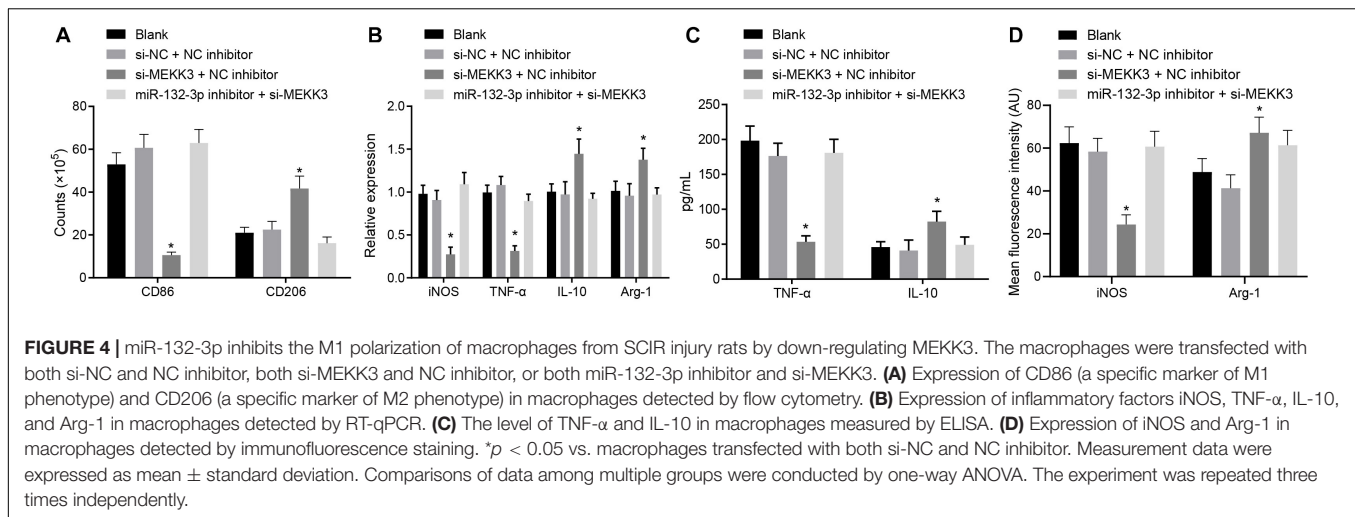 A
Blank
si-NC + NC inhibitor
si-MEKK3 + NC inhibitor
miR-132-3p inhibitor + si-MEKK3
80
60
40
20
0
Counts (×10⁵)
*
*
CD86
CD206
B
Blank
si-NC + NC inhibitor
si-MEKK3 + NC inhibitor
miR-132-3p inhibitor + si-MEKK3
2.0
1.5
1.0
0.5
0.0
Relative expression
*
*
*
*
iNOS
TNF-α
IL-10
Arg-1
C
Blank
si-NC + NC inhibitor
si-MEKK3 + NC inhibitor
miR-132-3p inhibitor + si-MEKK3
250
200
150
100
50
0
pg/mL
*
*
TNF-α
IL-10
D
Blank
si-NC + NC inhibitor
si-MEKK3 + NC inhibitor
miR-132-3p inhibitor + si-MEKK3
80
60
40
20
0
Mean fluorescence intensity (AU)
*
*
iNOS
Arg-1
FIGURE 4 | miR-132-3p inhibits the M1 polarization of macrophages from SCIR injury rats by down-regulating MEKK3. The macrophages were transfected with
both si-NC and NC inhibitor, both si-MEKK3 and NC inhibitor, or both miR-132-3p inhibitor and si-MEKK3. (A) Expression of CD86 (a specific marker of M1
phenotype) and CD206 (a specific marker of M2 phenotype) in macrophages detected by flow cytometry. (B) Expression of inflammatory factors iNOS, TNF-α, IL-10,
and Arg-1 in macrophages detected by RT-qPCR. (C) The level of TNF-α and IL-10 in macrophages measured by ELISA. (D) Expression of iNOS and Arg-1 in
macrophages detected by immunofluorescence staining. *p < 0.05 vs. macrophages transfected with both si-NC and NC inhibitor. Measurement data were
expressed as mean ± standard deviation. Comparisons of data among multiple groups were conducted by one-way ANOVA. The experiment was repeated three
times independently.